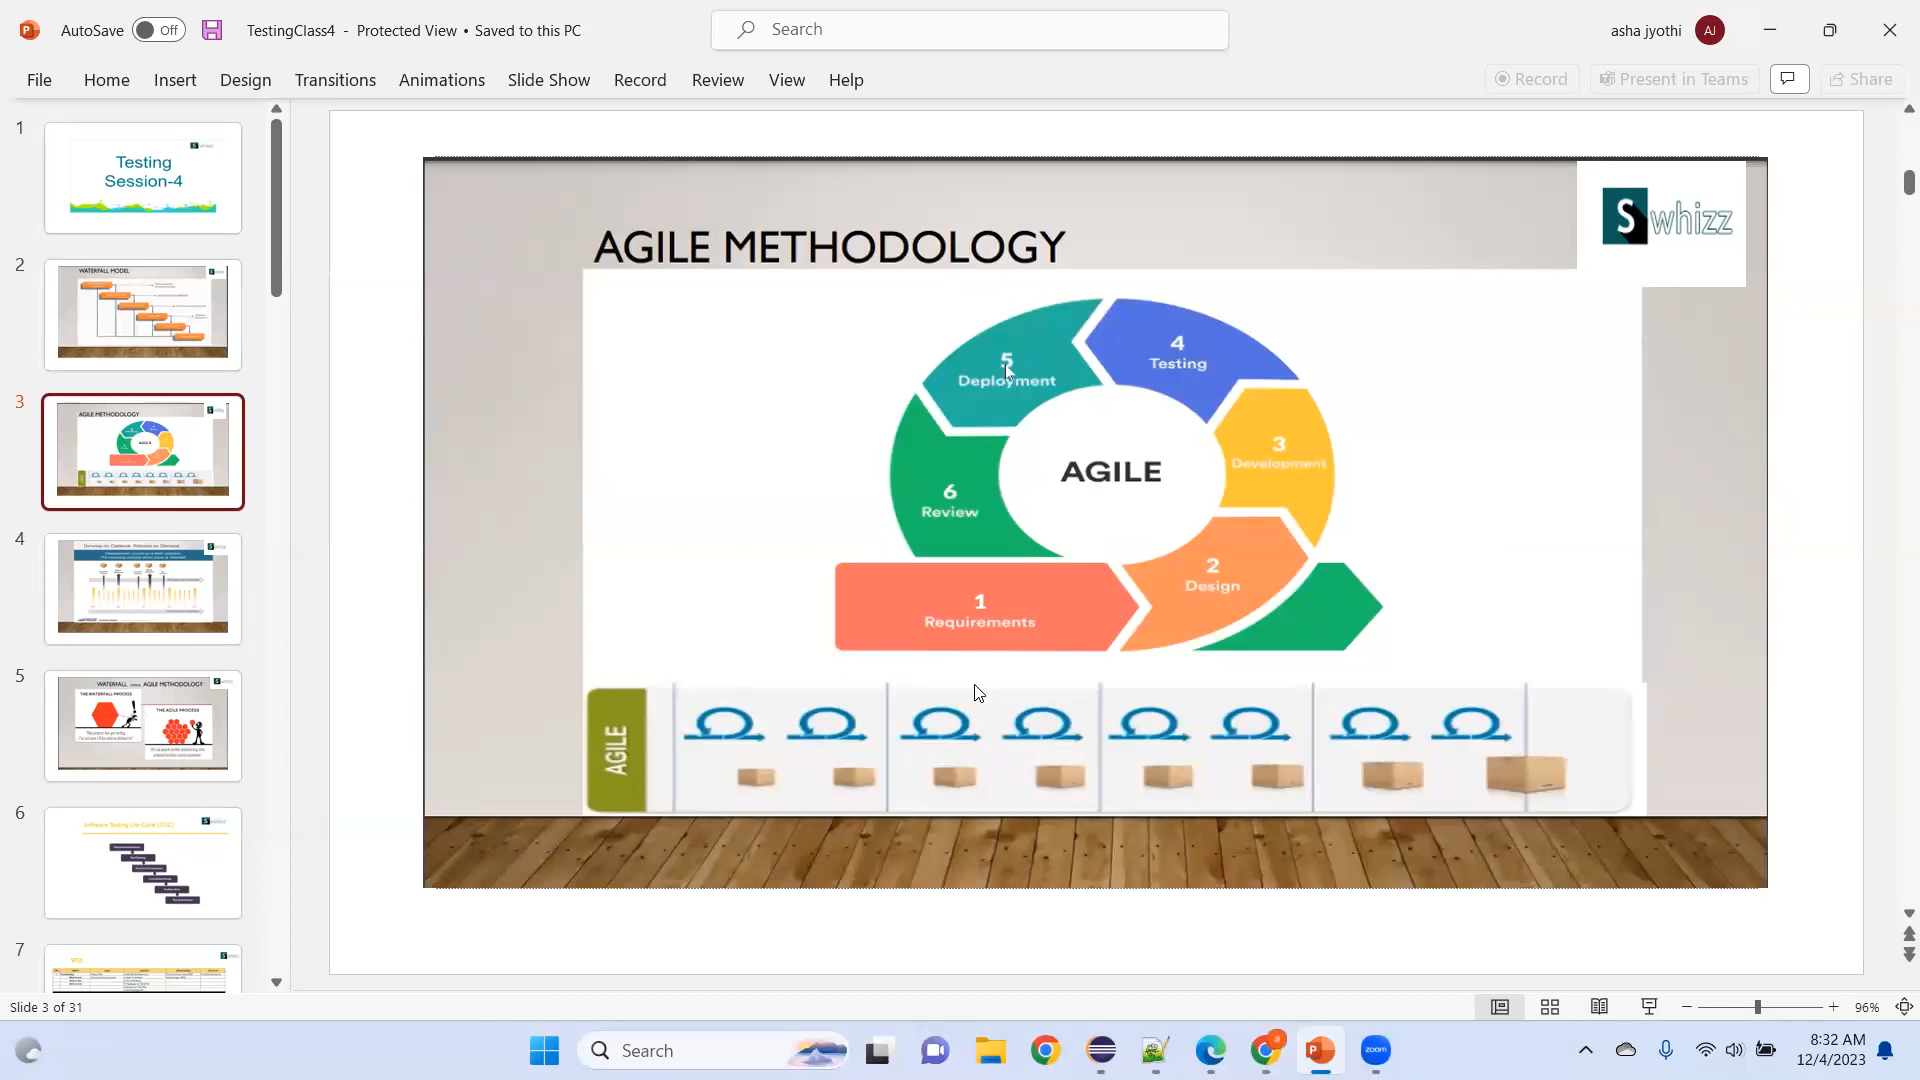 AutoSave Off TestingClass4 - Protected View • Saved to this PC Search asha jyothi AJ
File Home Insert Design Transitions Animations Slide Show Record Review View Help Record Present in Teams Share
1
Testing
Session-4
2
WATERFALL MODEL
3
AGILE METHODOLOGY
4
5
WATERFALL AGILE METHODOLOGY
THE WATERFALL PROCESS
THE AGILE PROCESS
6
Software Testing Life Cycle (STLC)
7
STLC
S whizz
AGILE METHODOLOGY
5
Deployment
4
Testing
3
Development
AGILE
6
Review
2
Design
1
Requirements
AGILE
Slide 3 of 31
96%
Search
zoom
8:32 AM
12/4/2023